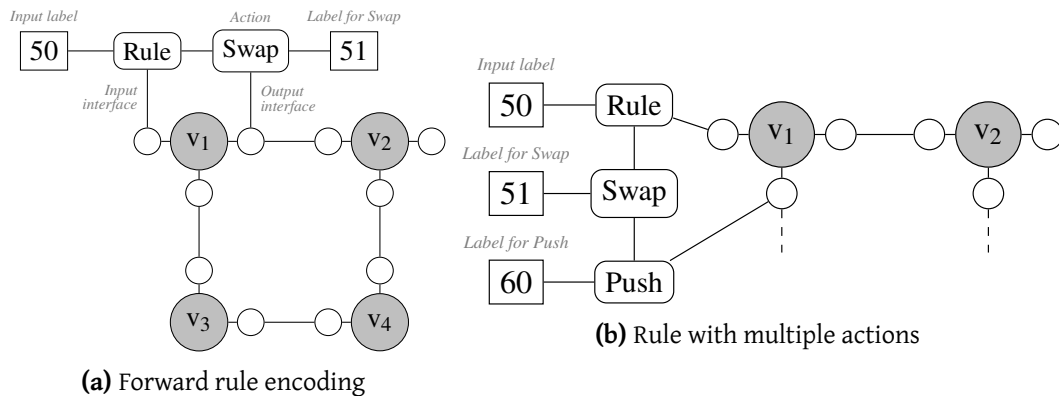 Input label
Action
Label for Swap
50
Rule
Swap
51
Input
interface
Output
interface
v1
v2
v3
v4
(a) Forward rule encoding
Input label
50
Rule
v1
v2
Label for Swap
51
Swap
Label for Push
60
Push
(b) Rule with multiple actions